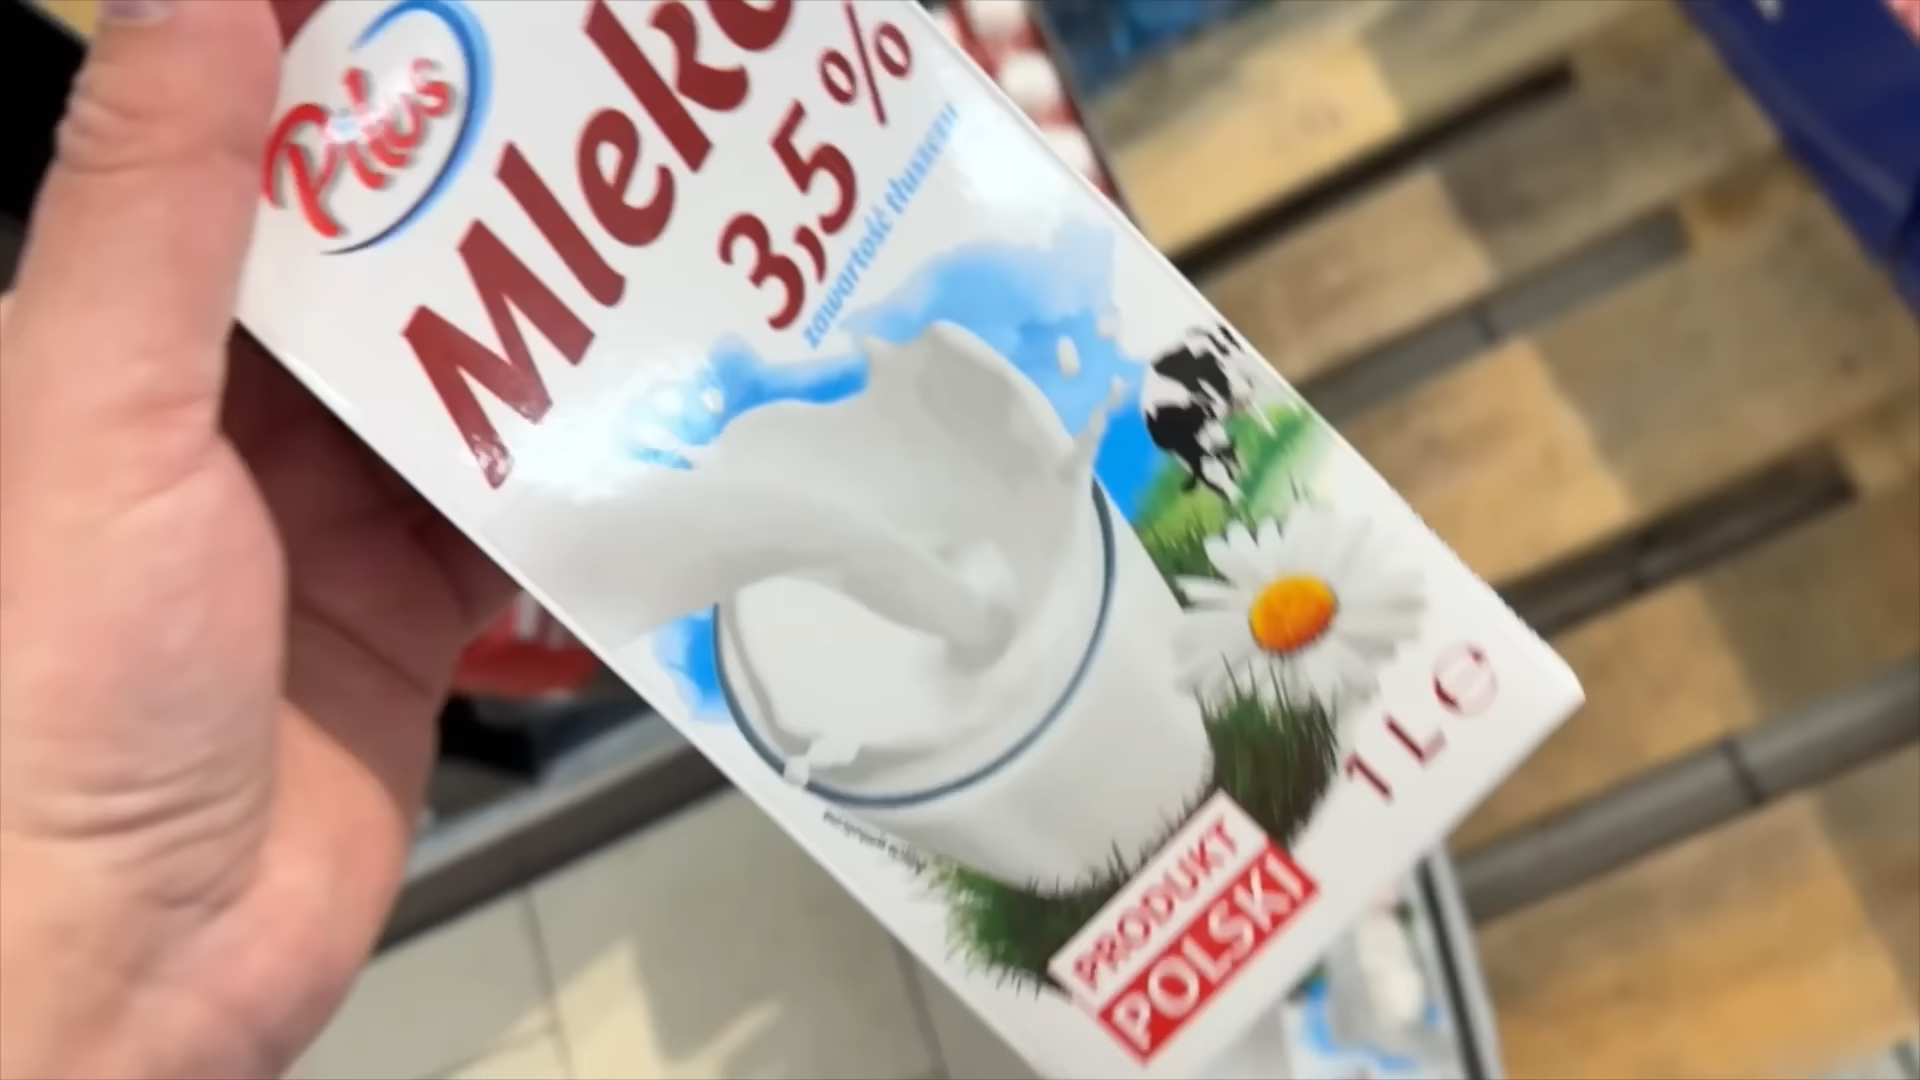 Pilos
Mleko
3,5%
zawartość tłuszczu
1 L ℮
PRODUKT
POLSKI